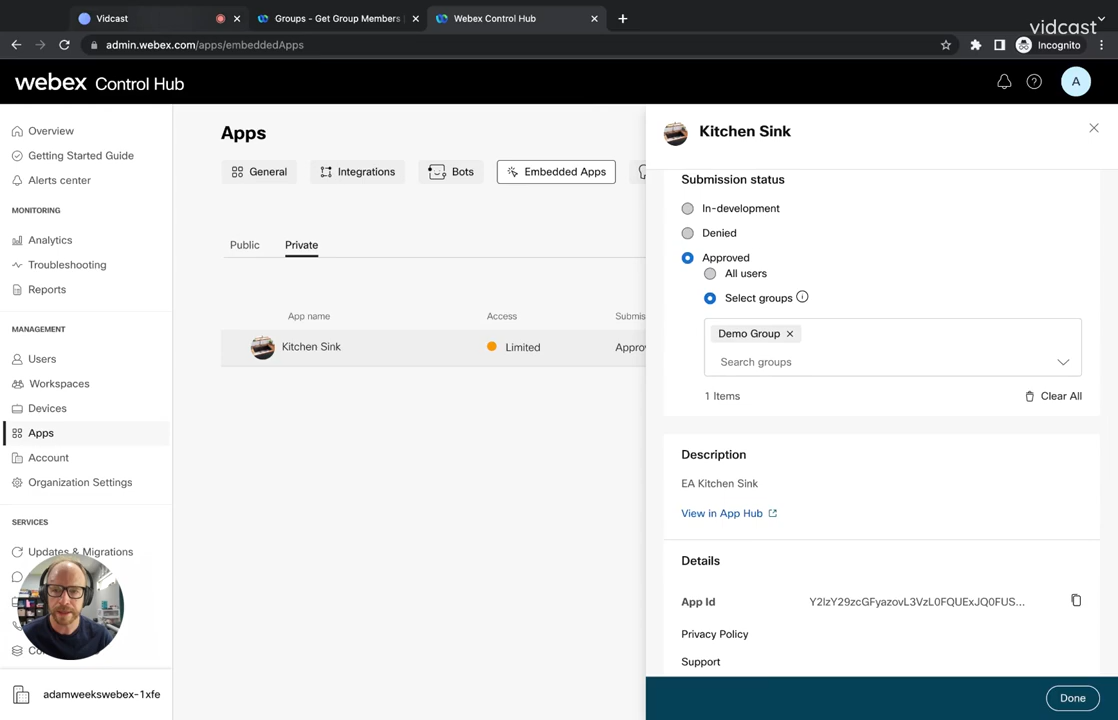 Vidcast
Groups - Get Group Members
Webex Control Hub
vidcast
admin.webex.com/apps/embeddedApps
Incognito
webex Control Hub
A
Overview
Getting Started Guide
Alerts center
MONITORING
Analytics
Troubleshooting
Reports
MANAGEMENT
Users
Workspaces
Devices
Apps
Account
Organization Settings
SERVICES
Updates & Migrations
adamweekswebex-1xfe
Apps
General
Integrations
Bots
Embedded Apps
Public
Private
App name
Access
Submis
Kitchen Sink
Limited
Approv
Kitchen Sink
Submission status
In-development
Denied
Approved
All users
Select groups
Demo Group
Search groups
1 Items
Clear All
Description
EA Kitchen Sink
View in App Hub
Details
App Id
Y2lzY29zcGFyazovL3VzL0FQUExJQ0FUS...
Privacy Policy
Support
Done